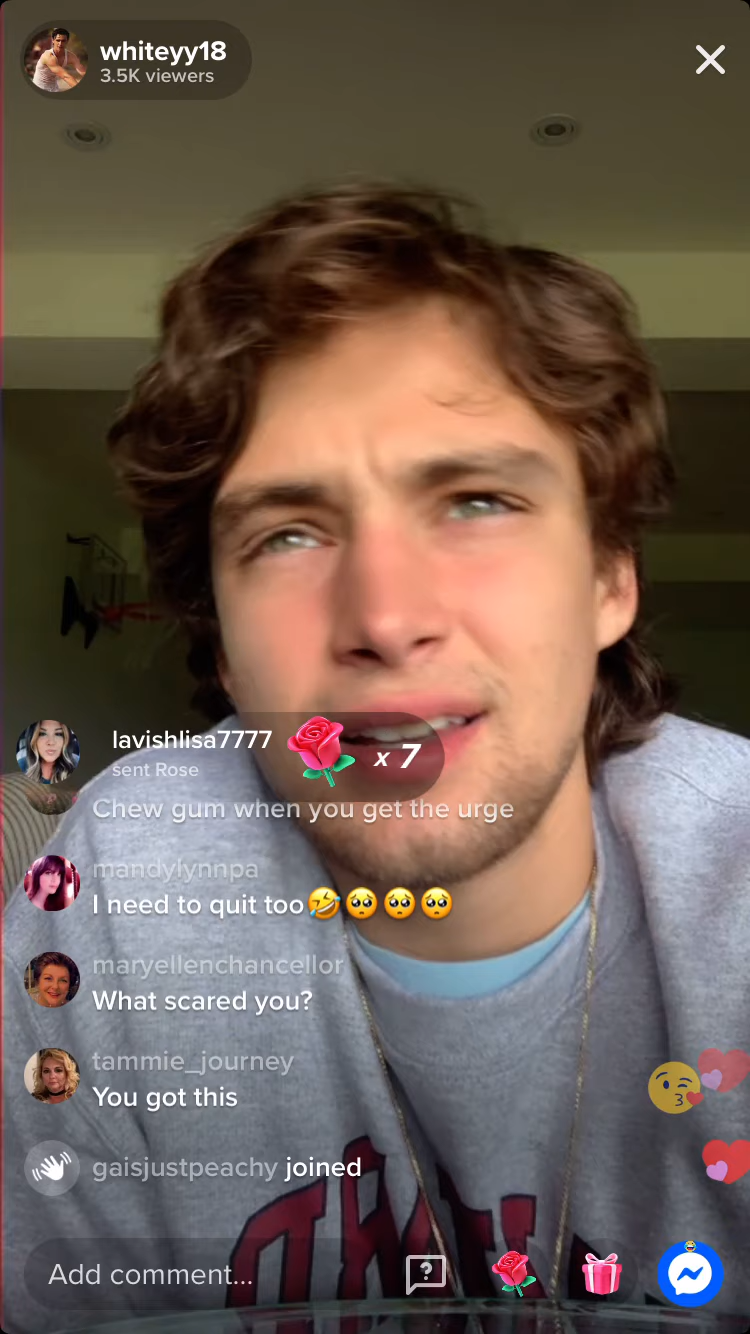 whiteyy18
3.5K viewers
lavishlisa7777
sent Rose
x 7
Chew gum when you get the urge
mandylynnpa
I need to quit too🤣🥺🥺🥺
maryellenchancellor
What scared you?
tammie_journey
You got this
gaisjustpeachy joined
Add comment...